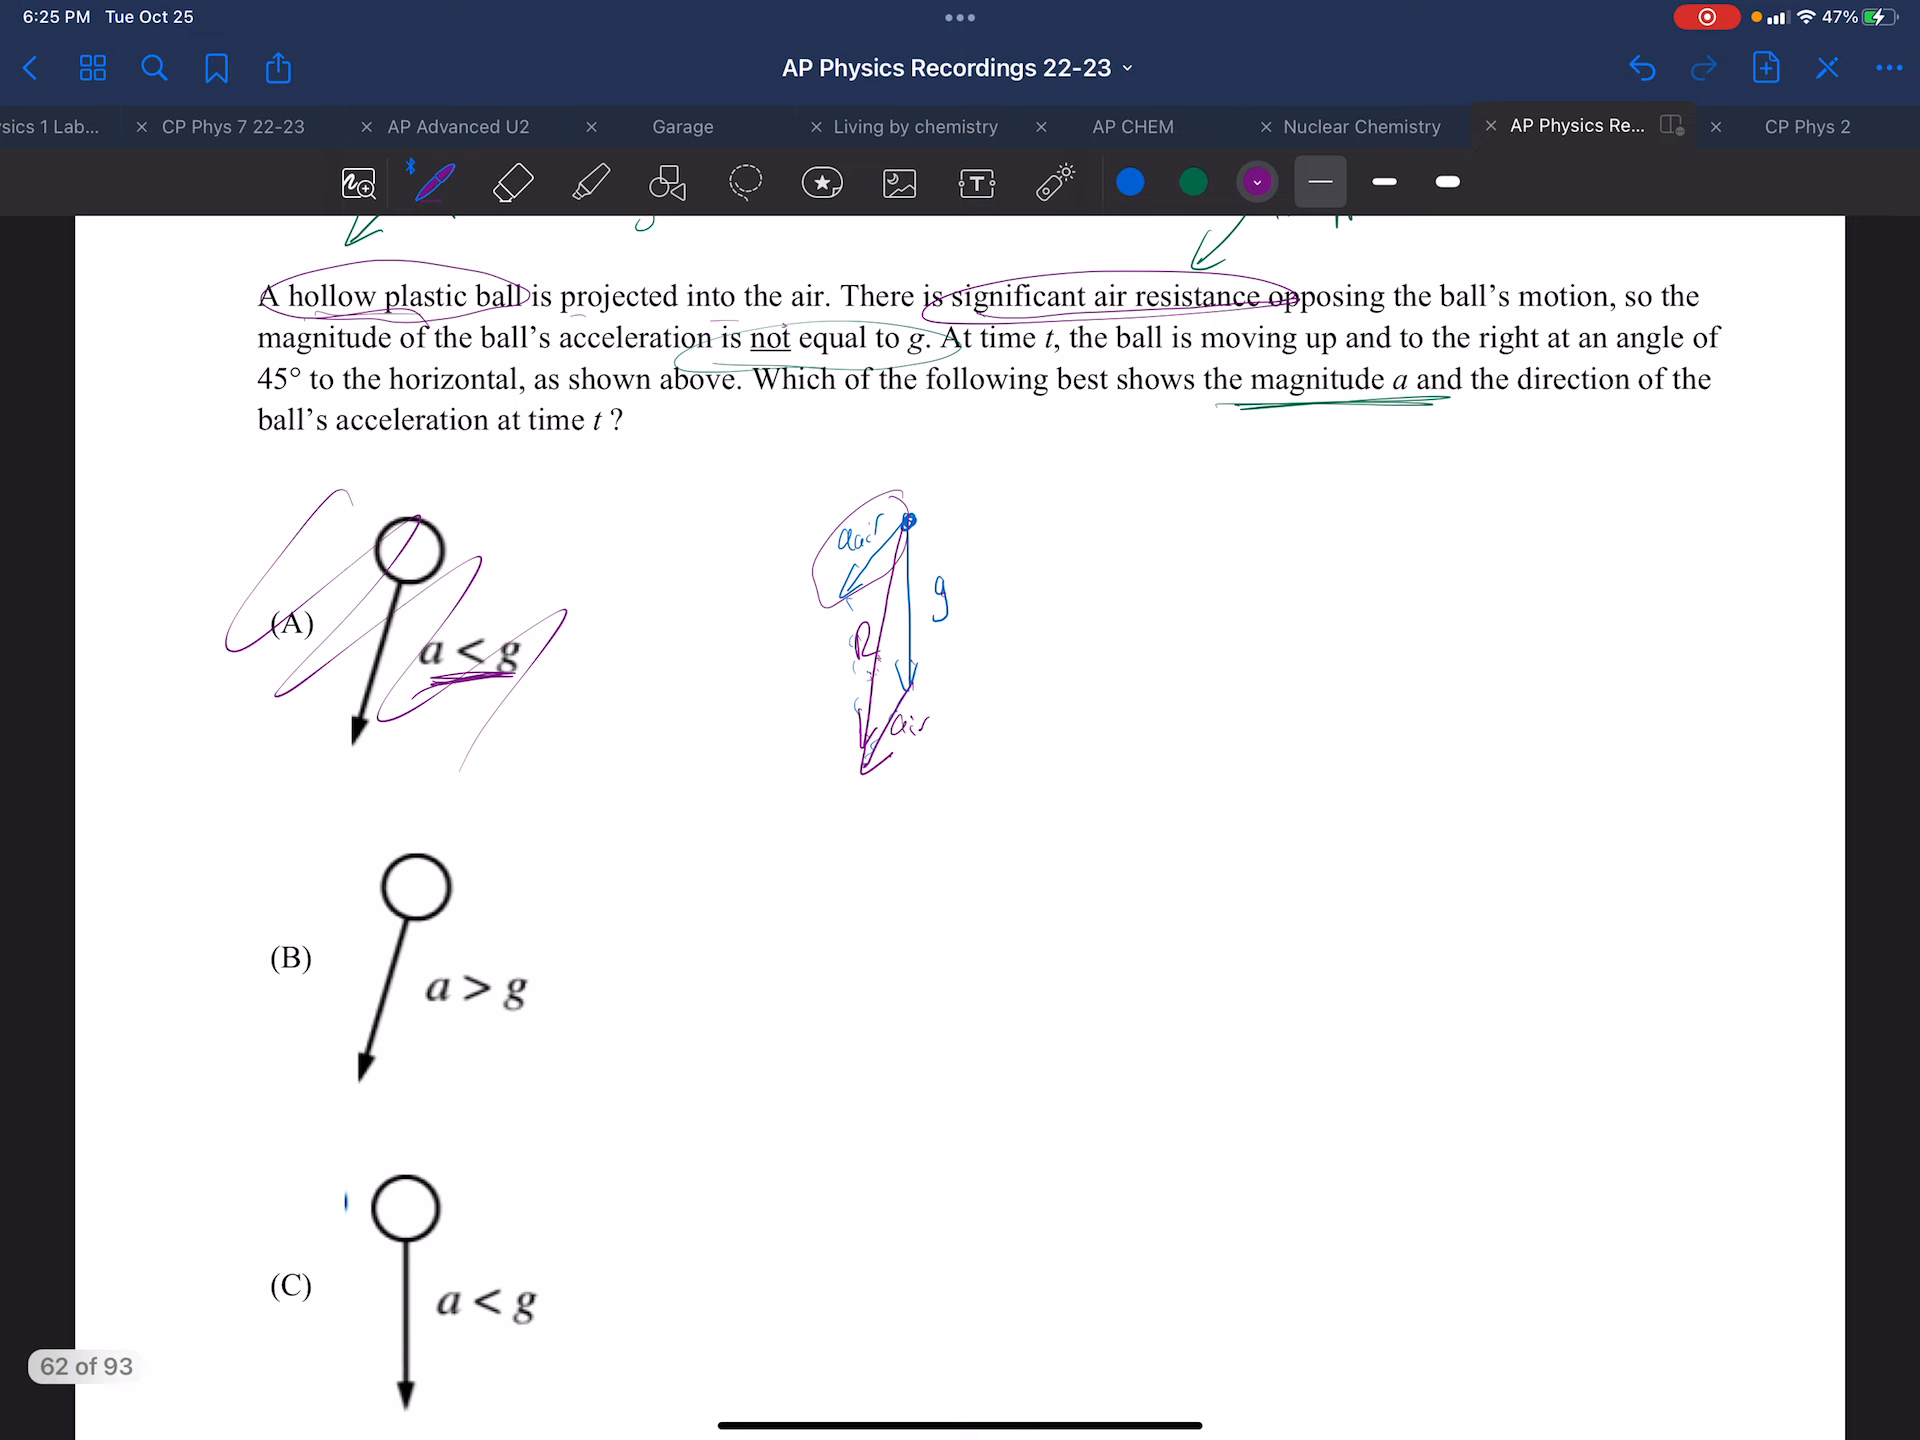 6:25 PM Tue Oct 25
47%
AP Physics Recordings 22-23
sics 1 Lab...
CP Phys 7 22-23
AP Advanced U2
Garage
Living by chemistry
AP CHEM
Nuclear Chemistry
AP Physics Re...
CP Phys 2
A hollow plastic ball is projected into the air. There is significant air resistance opposing the ball's motion, so the
magnitude of the ball's acceleration is not equal to g. At time t, the ball is moving up and to the right at an angle of
45° to the horizontal, as shown above. Which of the following best shows the magnitude a and the direction of the
ball's acceleration at time t ?
aair
g
(A)
R
a < g
air
(B)
a > g
(C)
a < g
62 of 93